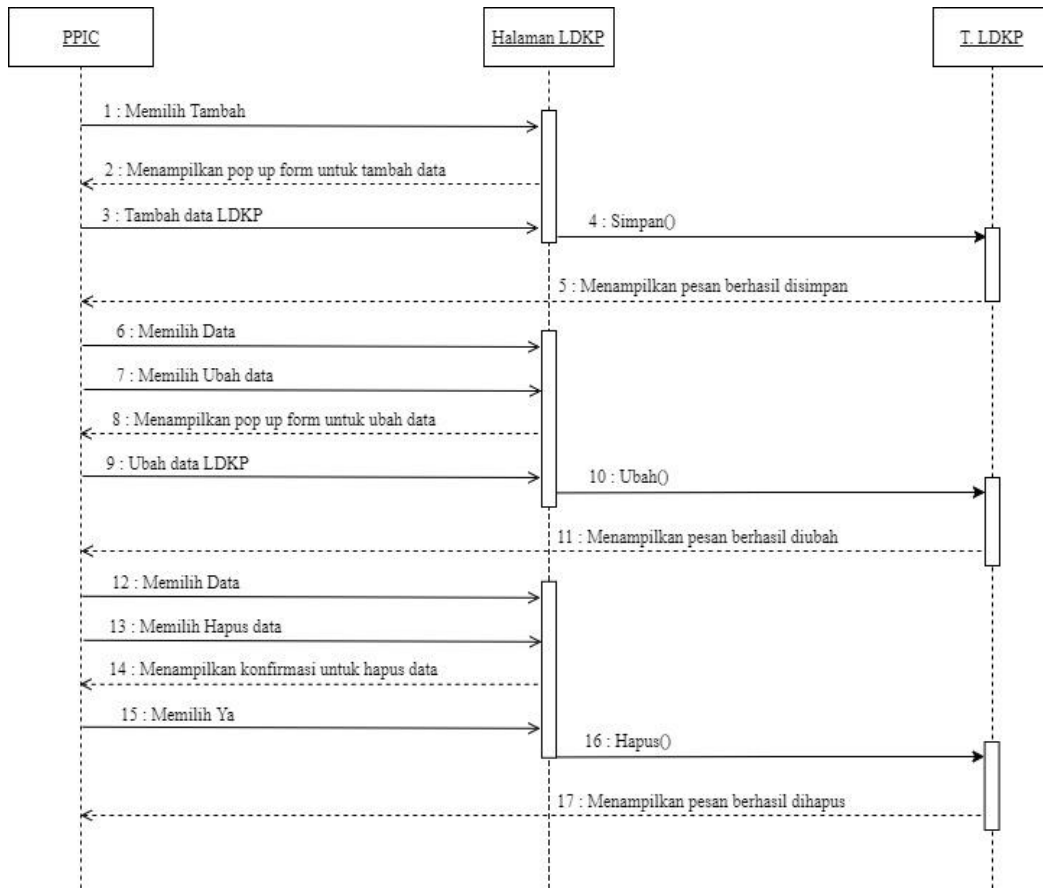 PPIC
Halaman LDKP
T. LDKP
1 : Memilih Tambah
2 : Menampilkan pop up form untuk tambah data
3 : Tambah data LDKP
4 : Simpan()
5 : Menampilkan pesan berhasil disimpan
6 : Memilih Data
7 : Memilih Ubah data
8 : Menampilkan pop up form untuk ubah data
9 : Ubah data LDKP
10 : Ubah()
11 : Menampilkan pesan berhasil diubah
12 : Memilih Data
13 : Memilih Hapus data
14 : Menampilkan konfirmasi untuk hapus data
15 : Memilih Ya
16 : Hapus()
17 : Menampilkan pesan berhasil dihapus